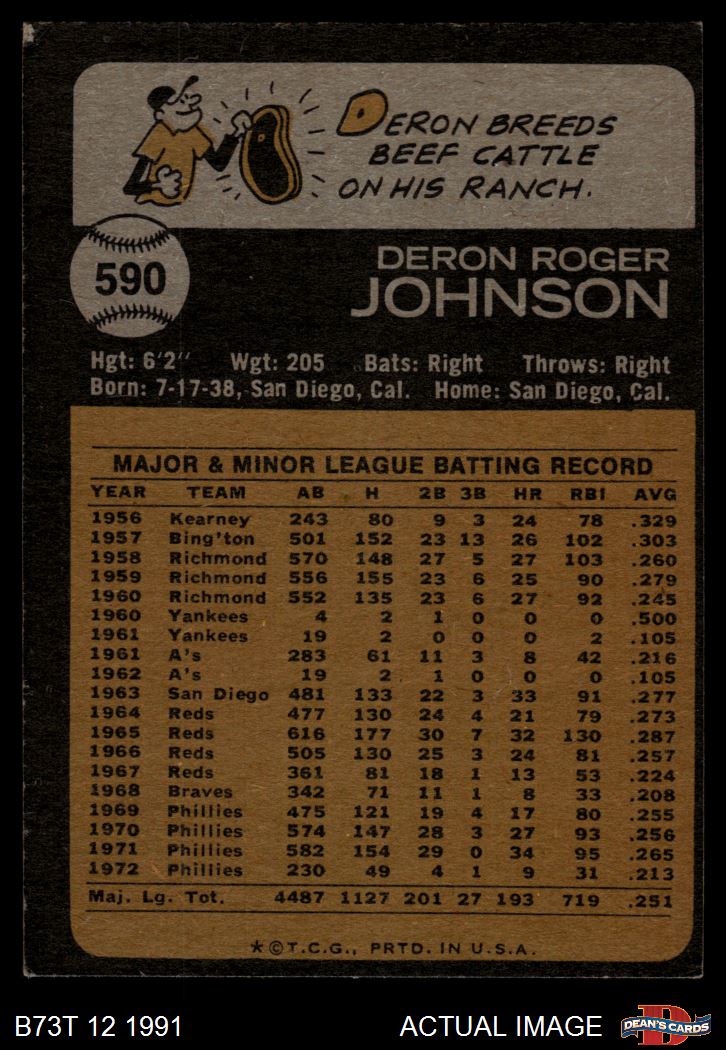 DERON BREEDS
BEEF CATTLE
ON HIS RANCH.
590
DERON ROGER
JOHNSON
Hgt: 6'2" Wgt: 205 Bats: Right Throws: Right
Born: 7-17-38, San Diego, Cal. Home: San Diego, Cal.
MAJOR & MINOR LEAGUE BATTING RECORD
YEAR TEAM AB H 2B 3B HR RBI AVG
1956 Kearney 243 80 9 3 24 78 .329
1957 Bing'ton 501 152 23 13 26 102 .303
1958 Richmond 570 148 27 5 27 103 .260
1959 Richmond 556 155 23 6 25 90 .279
1960 Richmond 552 135 23 6 27 92 .245
1960 Yankees 4 2 1 0 0 0 .500
1961 Yankees 19 2 0 0 0 2 .105
1961 A's 283 61 11 3 8 42 .216
1962 A's 19 2 1 0 0 0 .105
1963 San Diego 481 133 22 3 33 91 .277
1964 Reds 477 130 24 4 21 79 .273
1965 Reds 616 177 30 7 32 130 .287
1966 Reds 505 130 25 3 24 81 .257
1967 Reds 361 81 18 1 13 53 .224
1968 Braves 342 71 11 1 8 33 .208
1969 Phillies 475 121 19 4 17 80 .255
1970 Phillies 574 147 28 3 27 93 .256
1971 Phillies 582 154 29 0 34 95 .265
1972 Phillies 230 49 4 1 9 31 .213
Maj. Lg. Tot. 4487 1127 201 27 193 719 .251
*©T.C.G., PRTD. IN U.S.A.
B73T 12 1991 ACTUAL IMAGE D DEAN'S CARDS